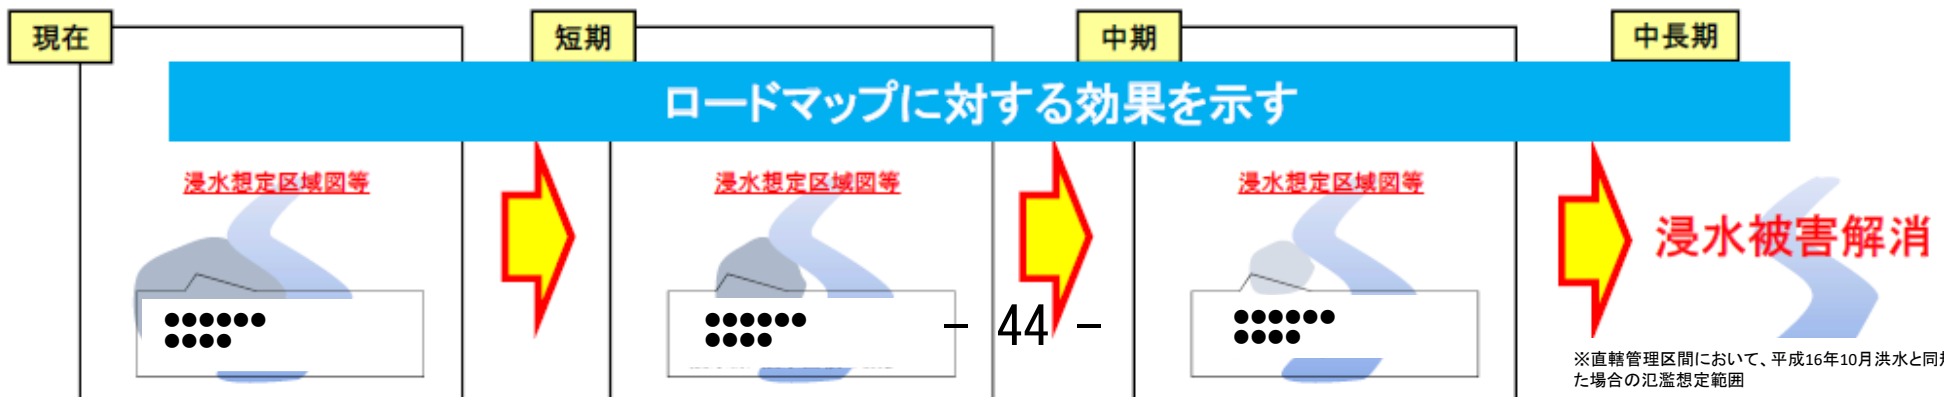 現在
短期
中期
中長期
ロードマップに対する効果を示す
浸水想定区域図等
浸水想定区域図等
浸水想定区域図等
浸水被害解消
●●●●●●
●●●●
●●●●●●
●●●●
●●●●●●
●●●●
- 44 -
※直轄管理区間において、平成16年10月洪水と同
た場合の氾濫想定範囲